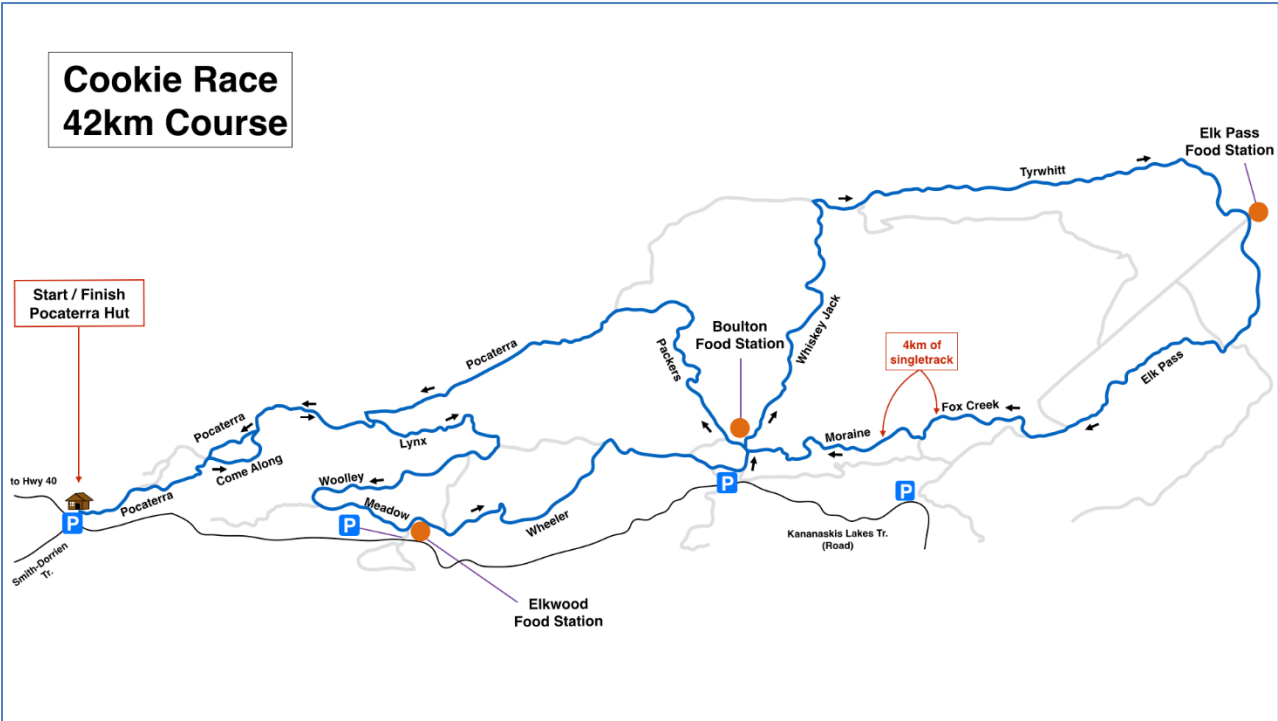 Cookie Race
42km Course
Elk Pass
Food Station
Tyrwhitt
Start / Finish
Pocaterra Hut
Boulton
Food Station
Whiskey Jack
Packers
Pocaterra
4km of
singletrack
Elk Pass
Fox Creek
Moraine
Pocaterra
Lynx
Come Along
Woolley
to Hwy 40
Pocaterra
Meadow
Wheeler
P
P
P
P
Kananaskis Lakes Tr.
(Road)
Smith-Dorrien
Tr.
Elkwood
Food Station